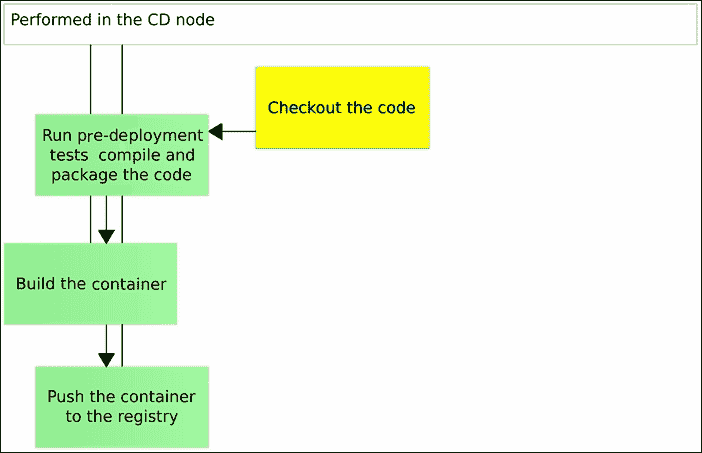 Performed in the CD node
Checkout the code
Run pre-deployment
tests compile and
package the code
Build the container
Push the container
to the registry